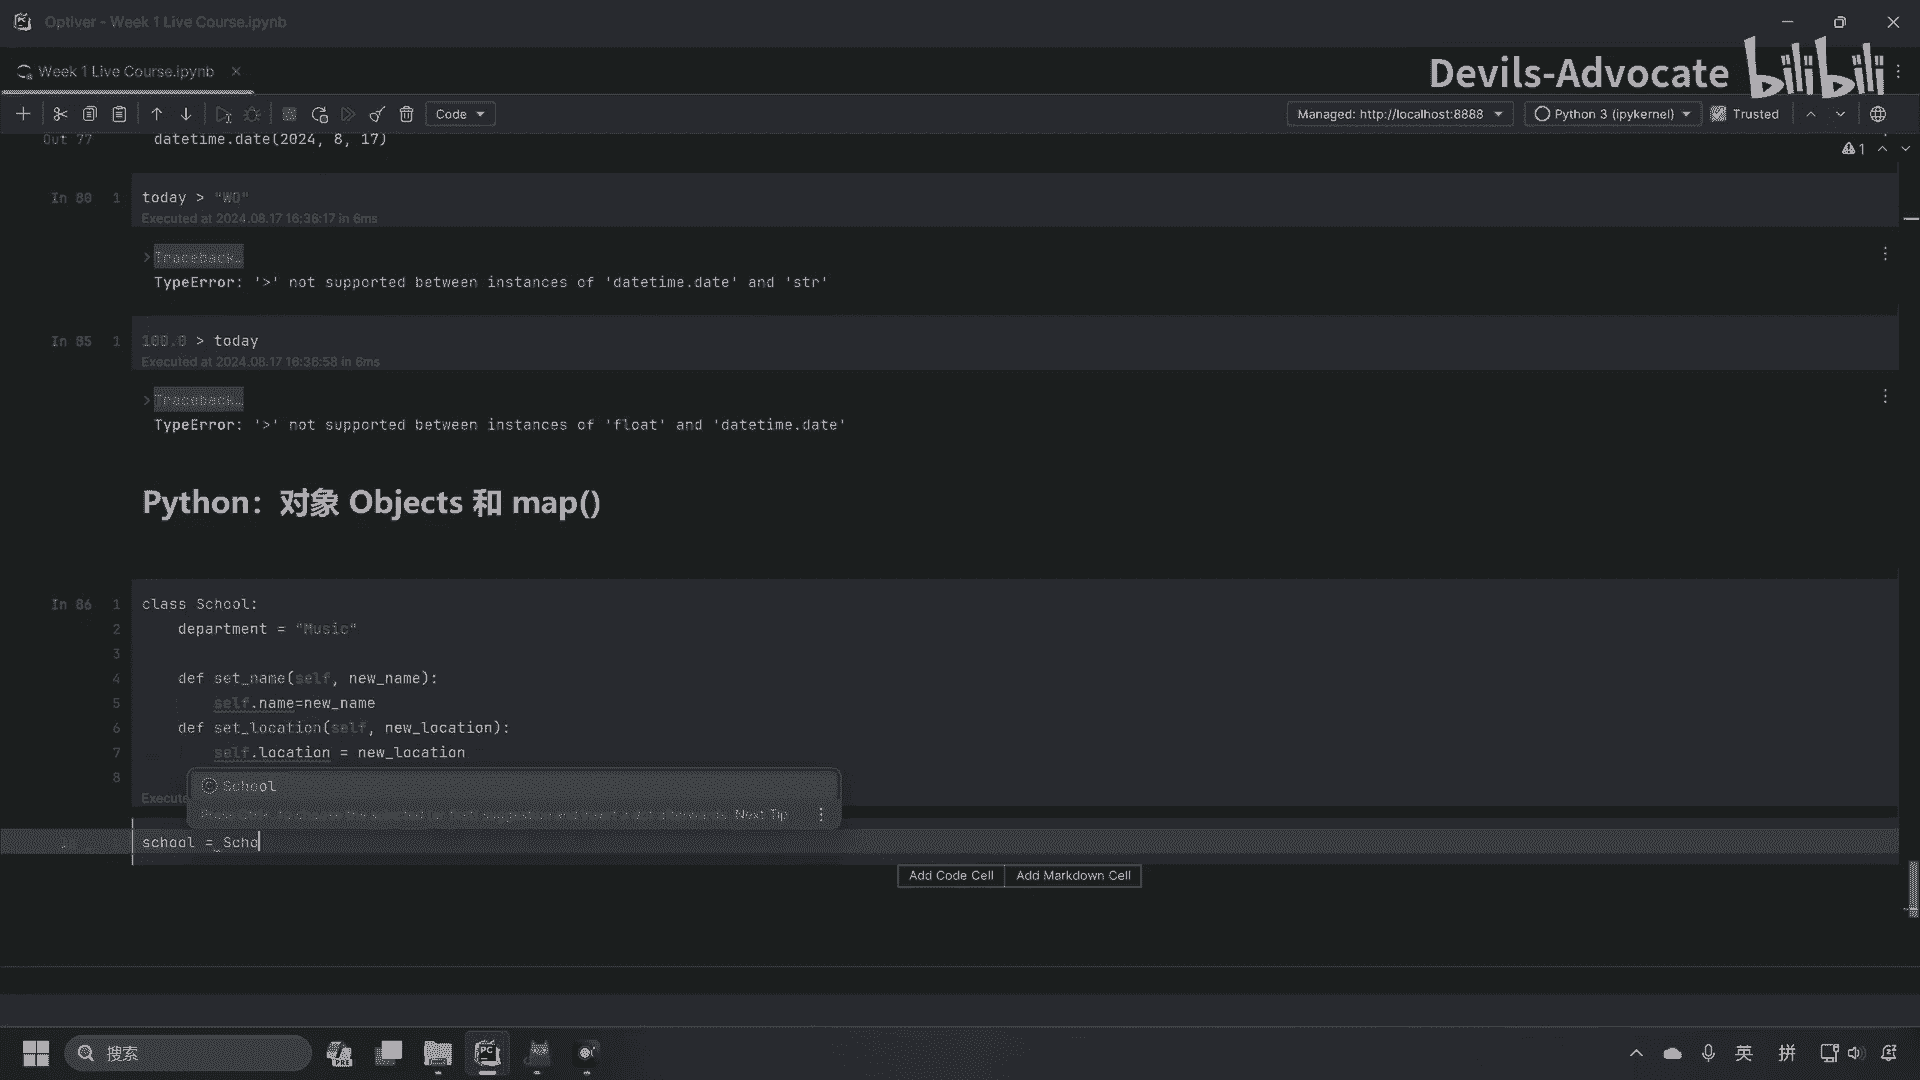 Optiver - Week 1 Live Course.ipynb
Week 1 Live Course.ipynb
Devils-Advocate bilibili
Code
Managed: http://localhost:8888
Python 3 (ipykernel)
Trusted
Out 77
datetime.date(2024, 8, 17)
1
In 80
1
today > "WO"
Executed at 2024.08.17 16:36:17 in 6ms
Traceback…
TypeError: '>' not supported between instances of 'datetime.date' and 'str'
In 85
1
100.0 > today
Executed at 2024.08.17 16:36:58 in 6ms
Traceback…
TypeError: '>' not supported between instances of 'float' and 'datetime.date'
Python：对象 Objects 和 map()
In 86
1 class School:
2     department = "Music"
3
4     def set_name(self, new_name):
5         self.name=new_name
6     def set_location(self, new_location):
7         self.location = new_location
8
School
Next Tip
Execute
school = Scho
Add Code Cell
Add Markdown Cell
搜索
英
拼